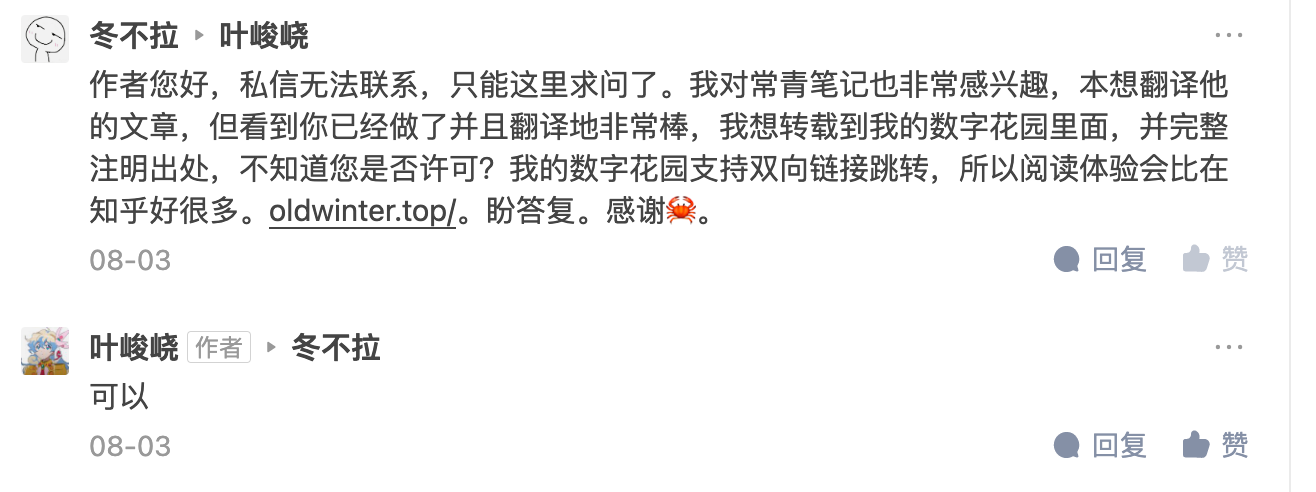 冬不拉 ▸ 叶峻峣
作者您好，私信无法联系，只能这里求问了。我对常青笔记也非常感兴趣，本想翻译他
的文章，但看到你已经做了并且翻译地非常棒，我想转载到我的数字花园里面，并完整
注明出处，不知道您是否许可？我的数字花园支持双向链接跳转，所以阅读体验会比在
知乎好很多。oldwinter.top/。盼答复。感谢🦀。
08-03 回复 赞
叶峻峣 作者 ▸ 冬不拉
可以
08-03 回复 赞